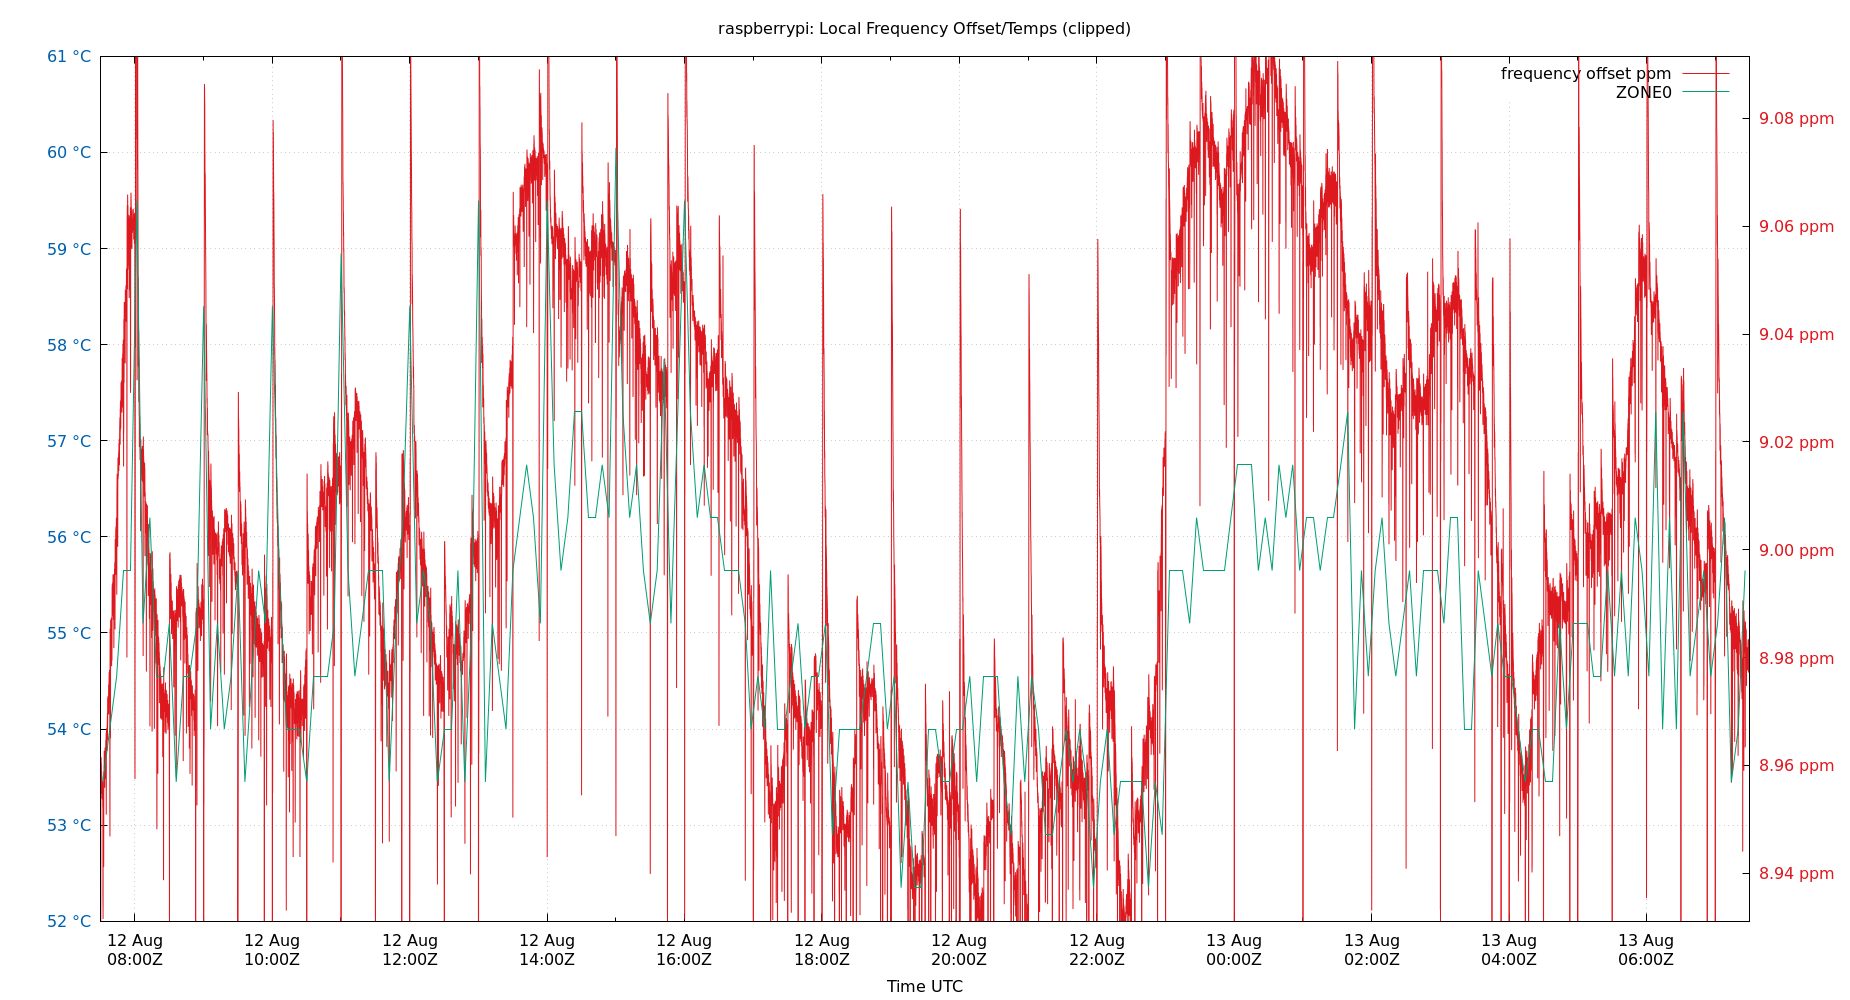 raspberrypi: Local Frequency Offset/Temps (clipped)
61 °C
60 °C
59 °C
58 °C
57 °C
56 °C
55 °C
54 °C
53 °C
52 °C
frequency offset ppm
ZONE0
9.08 ppm
9.06 ppm
9.04 ppm
9.02 ppm
9.00 ppm
8.98 ppm
8.96 ppm
8.94 ppm
12 Aug 12 Aug 12 Aug 12 Aug 12 Aug 12 Aug 12 Aug 12 Aug 13 Aug 13 Aug 13 Aug 13 Aug
08:00Z 10:00Z 12:00Z 14:00Z 16:00Z 18:00Z 20:00Z 22:00Z 00:00Z 02:00Z 04:00Z 06:00Z
Time UTC